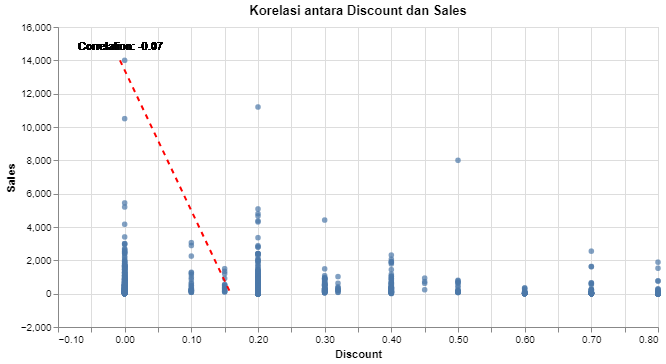 Korelasi antara Discount dan Sales
Correlation: -0.07
16,000
14,000
12,000
10,000
8,000
6,000
4,000
2,000
0
−2,000
Sales
−0.10 0.00 0.10 0.20 0.30 0.40 0.50 0.60 0.70 0.80
Discount